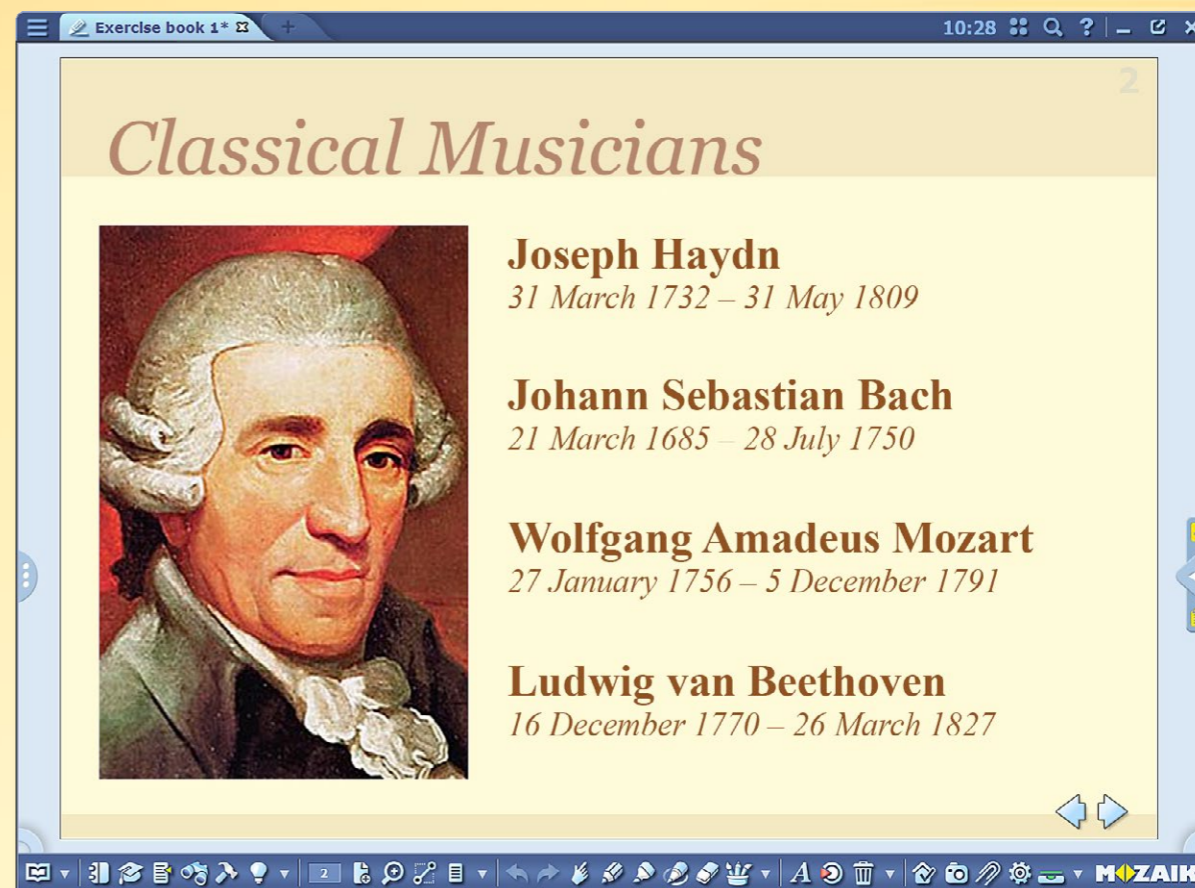 Exercise book 1*
10:28
2
Classical Musicians
Joseph Haydn
31 March 1732 – 31 May 1809
Johann Sebastian Bach
21 March 1685 – 28 July 1750
Wolfgang Amadeus Mozart
27 January 1756 – 5 December 1791
Ludwig van Beethoven
16 December 1770 – 26 March 1827
2
MOZAIK